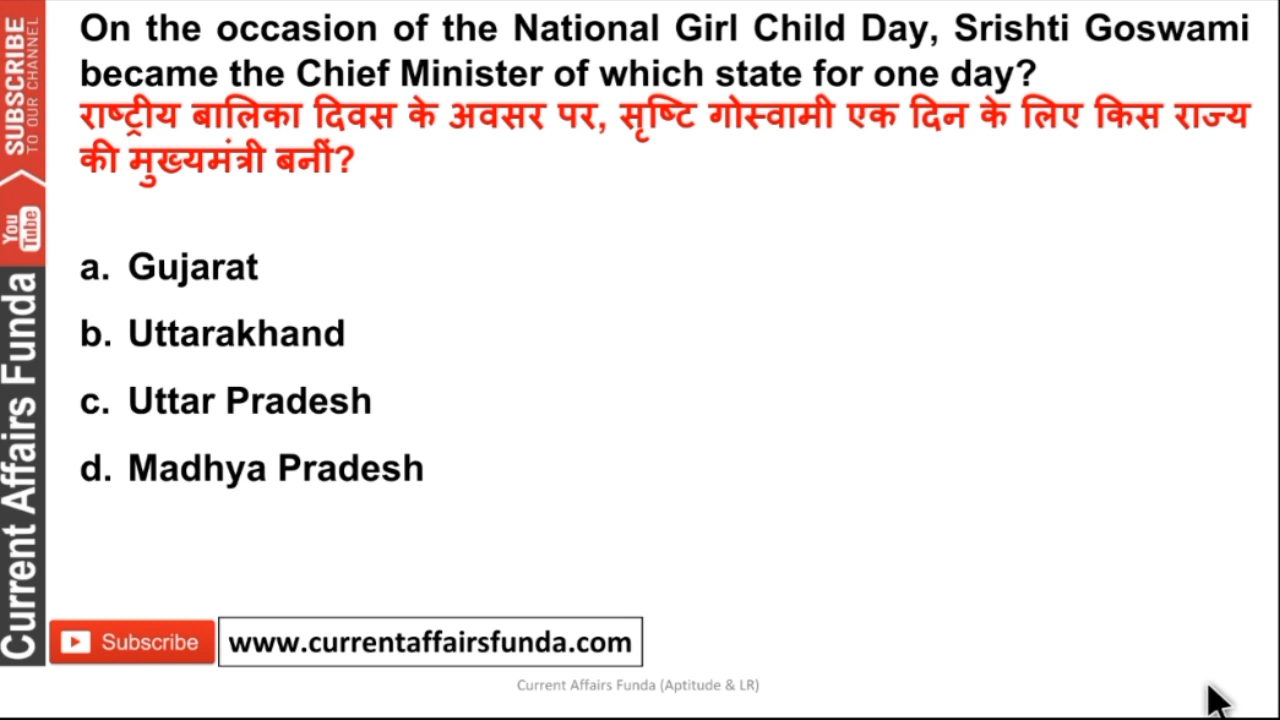 On the occasion of the National Girl Child Day, Srishti Goswami
became the Chief Minister of which state for one day?
राष्ट्रीय बालिका दिवस के अवसर पर, सृष्टि गोस्वामी एक दिन के लिए किस राज्य
की मुख्यमंत्री बनीं?
a. Gujarat
b. Uttarakhand
c. Uttar Pradesh
d. Madhya Pradesh
SUBSCRIBE
TO OUR CHANNEL
You
Tube
Current Affairs Funda
Subscribe
www.currentaffairsfunda.com
Current Affairs Funda (Aptitude & LR)